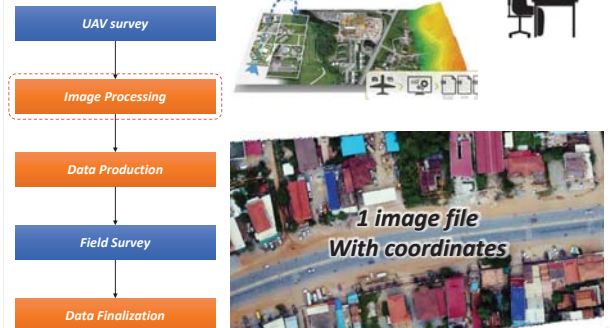 UAV survey
Image Processing
Data Production
Field Survey
Data Finalization
1 image file
With coordinates